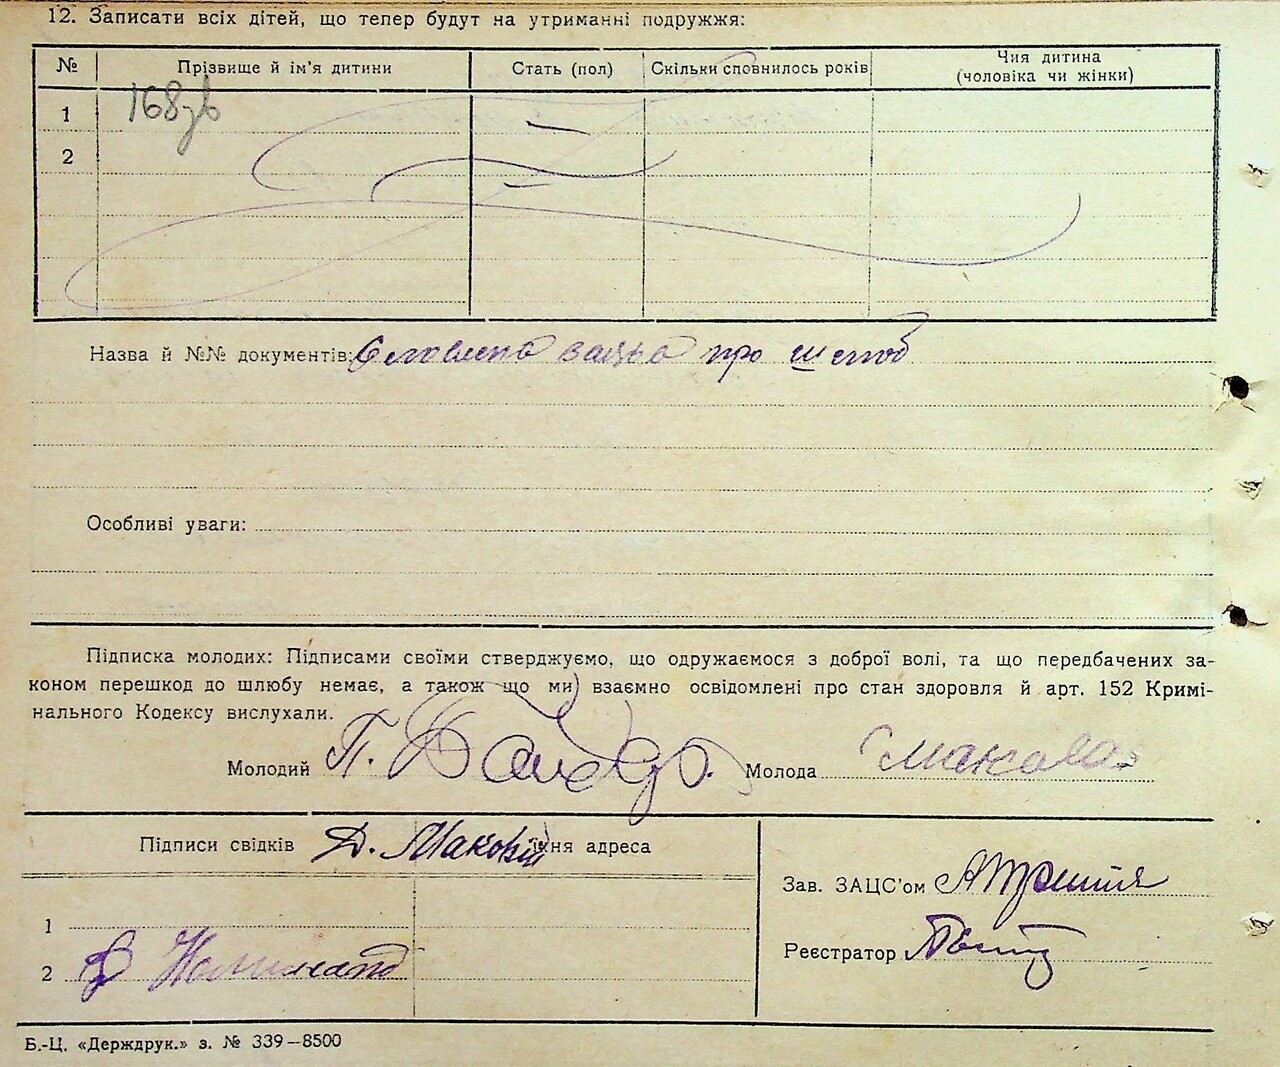 12. Записати всіх дітей, що тепер будут на утриманні подружжя:
№ Прізвище й ім'я дитини Стать (пол) Скільки сповнилось років Чия дитина
(чоловіка чи жінки)
168зв
1
2
Назва й №№ документів: про шлюб
Особливі уваги:
Підписка молодих: Підписами своїми стверджуємо, що одружаємося з доброї волі, та що передбачених за-
коном перешкод до шлюбу немає, а також що ми взаємно освідомлені про стан здоровля й арт. 152 Кримі-
нального Кодексу вислухали.
Молодий П. Молода
Підписи свідків Д. їхня адреса
Зав. ЗАЦС'ом
1
Реєстратор
2
Б.-Ц. «Держдрук.» з. № 339–8500